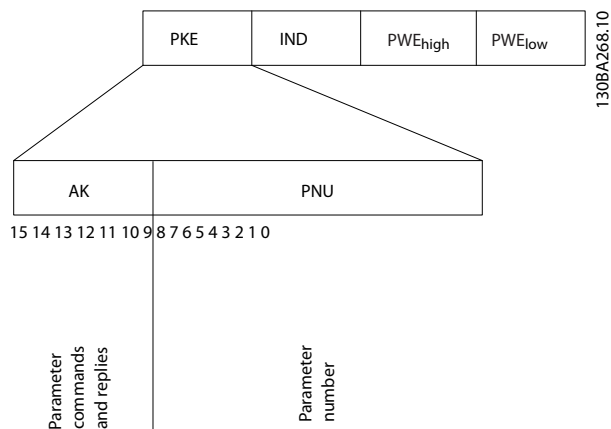 PKE IND PWEhigh PWElow
130BA268.10
AK PNU
15 14 13 12 11 10 9 8 7 6 5 4 3 2 1 0
Parameter
commands
and replies
Parameter
number